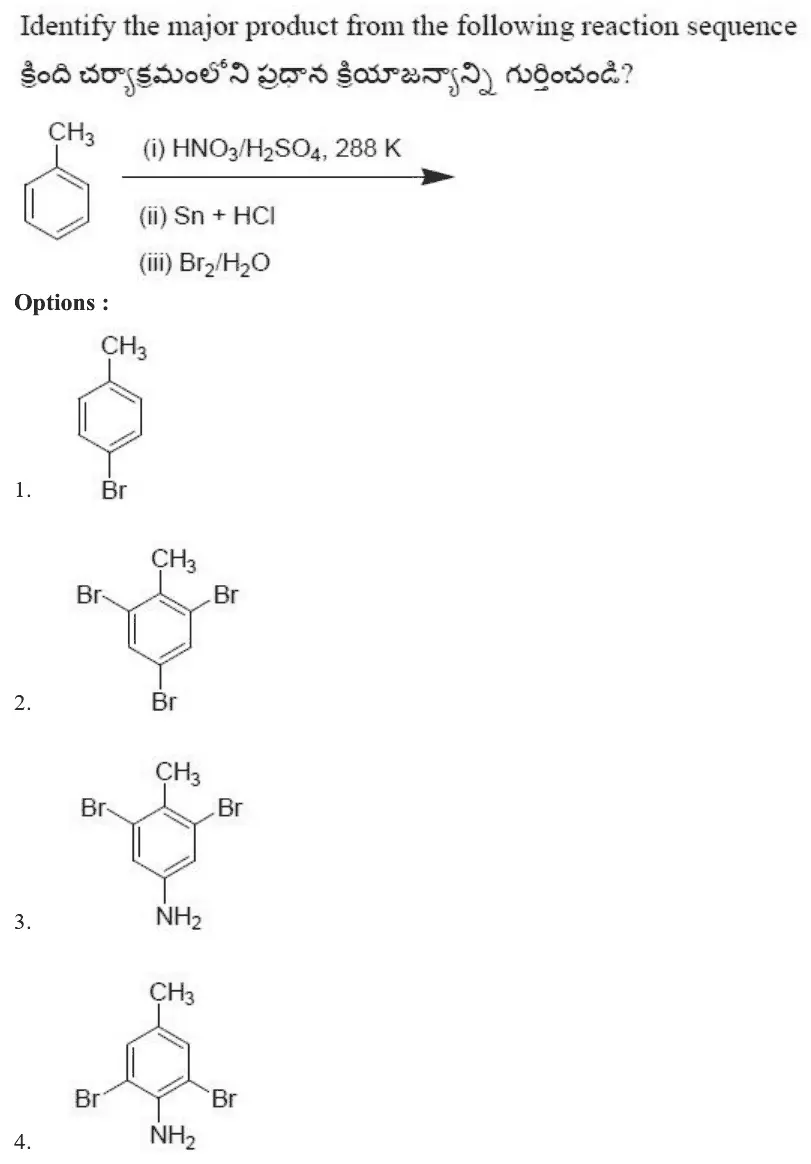 Identify the major product from the following reaction sequence
క్రింది చర్యాక్రమంలోని ప్రధాన క్రియాజన్యాన్ని గుర్తించండి?
CH₃
(i) HNO₃/H₂SO₄, 288 K
(ii) Sn + HCl
(iii) Br₂/H₂O
Options :
CH₃
Br
1.
CH₃
Br Br
Br
2.
CH₃
Br Br
NH₂
3.
CH₃
Br Br
NH₂
4.